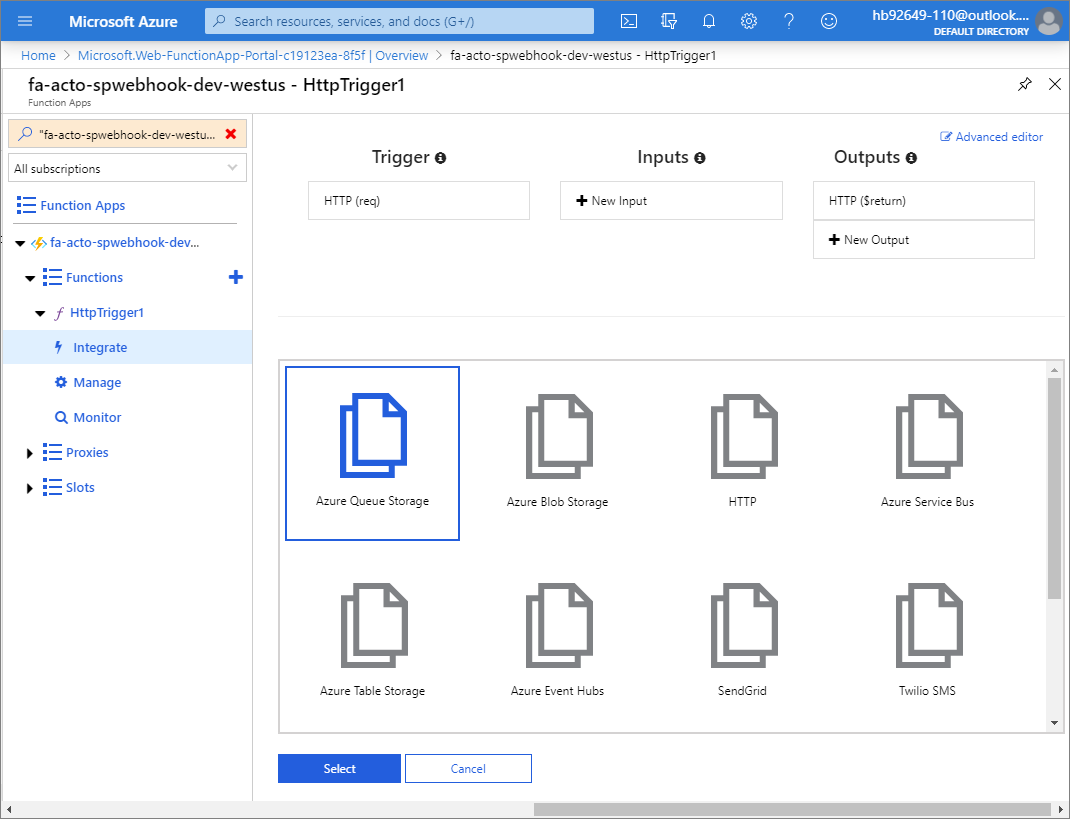 Microsoft Azure
Search resources, services, and docs (G+/)
hb92649-110@outlook....
DEFAULT DIRECTORY
Home > Microsoft.Web-FunctionApp-Portal-c19123ea-8f5f | Overview > fa-acto-spwebhook-dev-westus - HttpTrigger1
fa-acto-spwebhook-dev-westus - HttpTrigger1
Function Apps
"fa-acto-spwebhook-dev-westu...
All subscriptions
Function Apps
fa-acto-spwebhook-dev...
Functions
HttpTrigger1
Integrate
Manage
Monitor
Proxies
Slots
Advanced editor
Trigger
Inputs
Outputs
HTTP (req)
New Input
HTTP ($return)
New Output
Azure Queue Storage
Azure Blob Storage
HTTP
Azure Service Bus
Azure Table Storage
Azure Event Hubs
SendGrid
Twilio SMS
Select
Cancel